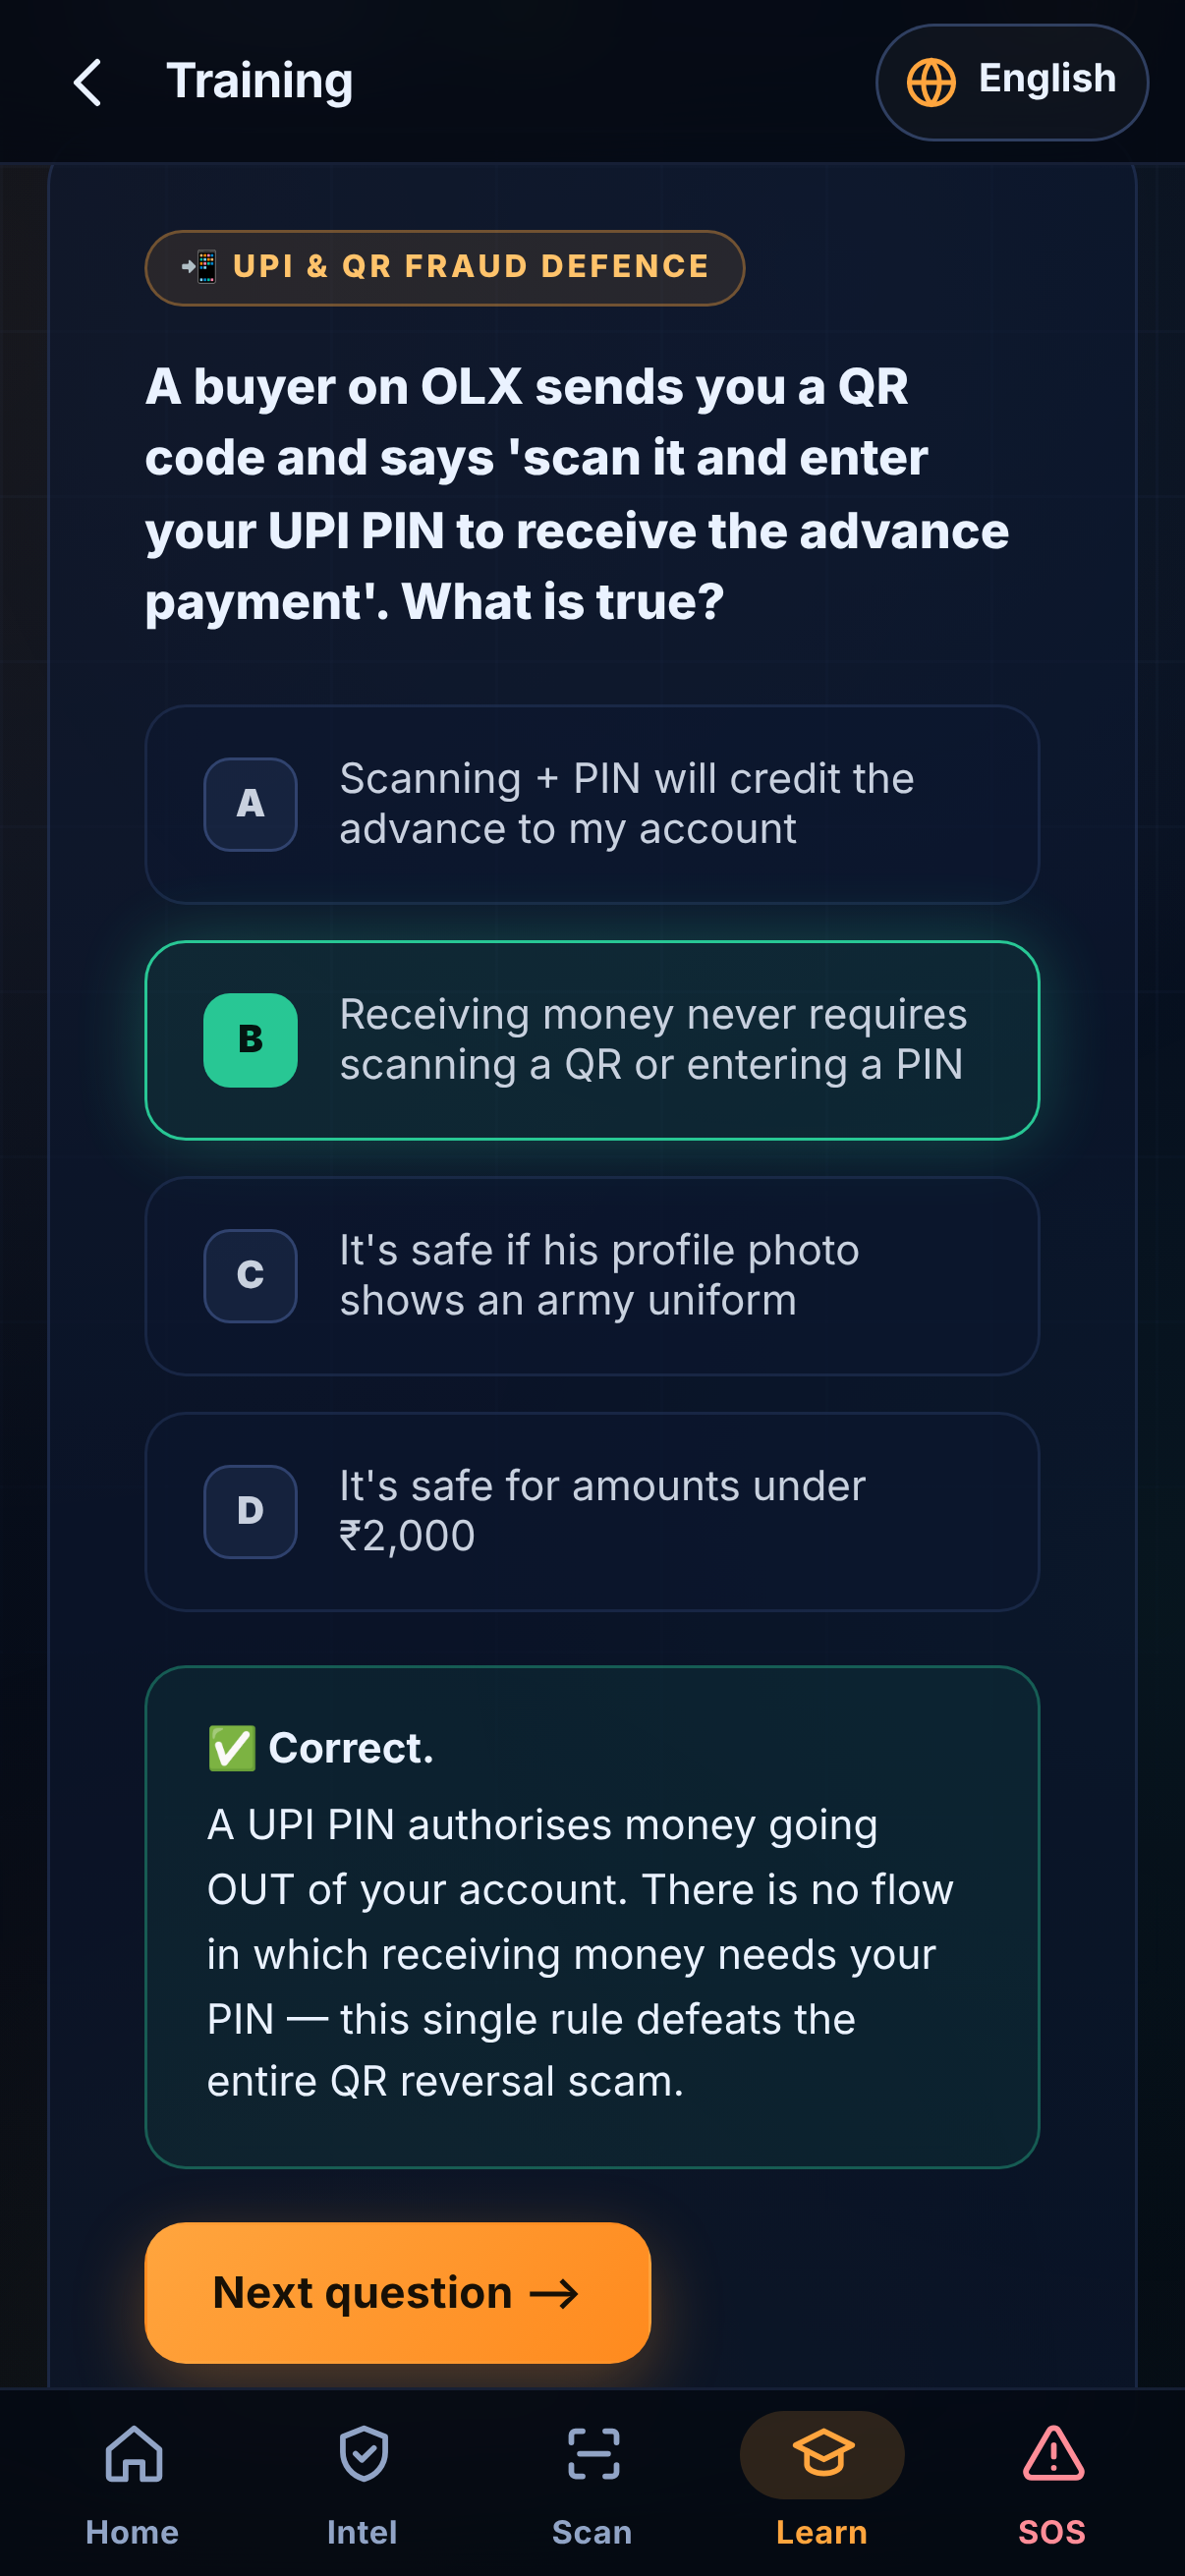 Training
English
📲 UPI & QR FRAUD DEFENCE
A buyer on OLX sends you a QR
code and says 'scan it and enter
your UPI PIN to receive the advance
payment'. What is true?
A
Scanning + PIN will credit the
advance to my account
B
Receiving money never requires
scanning a QR or entering a PIN
C
It's safe if his profile photo
shows an army uniform
D
It's safe for amounts under
₹2,000
✅ Correct.
A UPI PIN authorises money going
OUT of your account. There is no flow
in which receiving money needs your
PIN — this single rule defeats the
entire QR reversal scam.
Next question →
Home
Intel
Scan
Learn
SOS